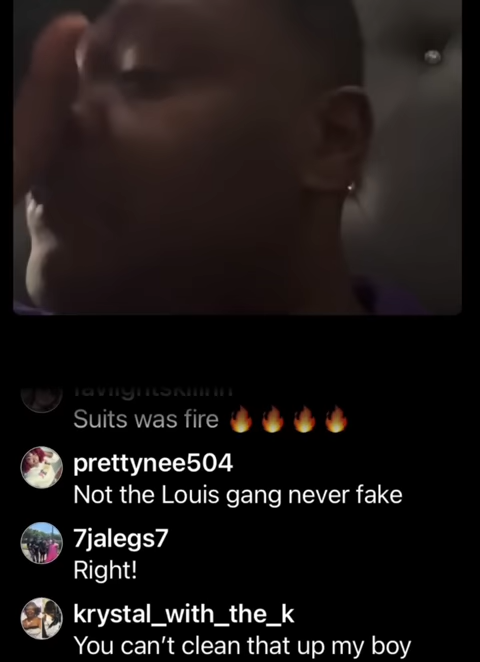 Suits was fire 🔥🔥🔥🔥
prettynee504
Not the Louis gang never fake
7jalegs7
Right!
krystal_with_the_k
You can’t clean that up my boy